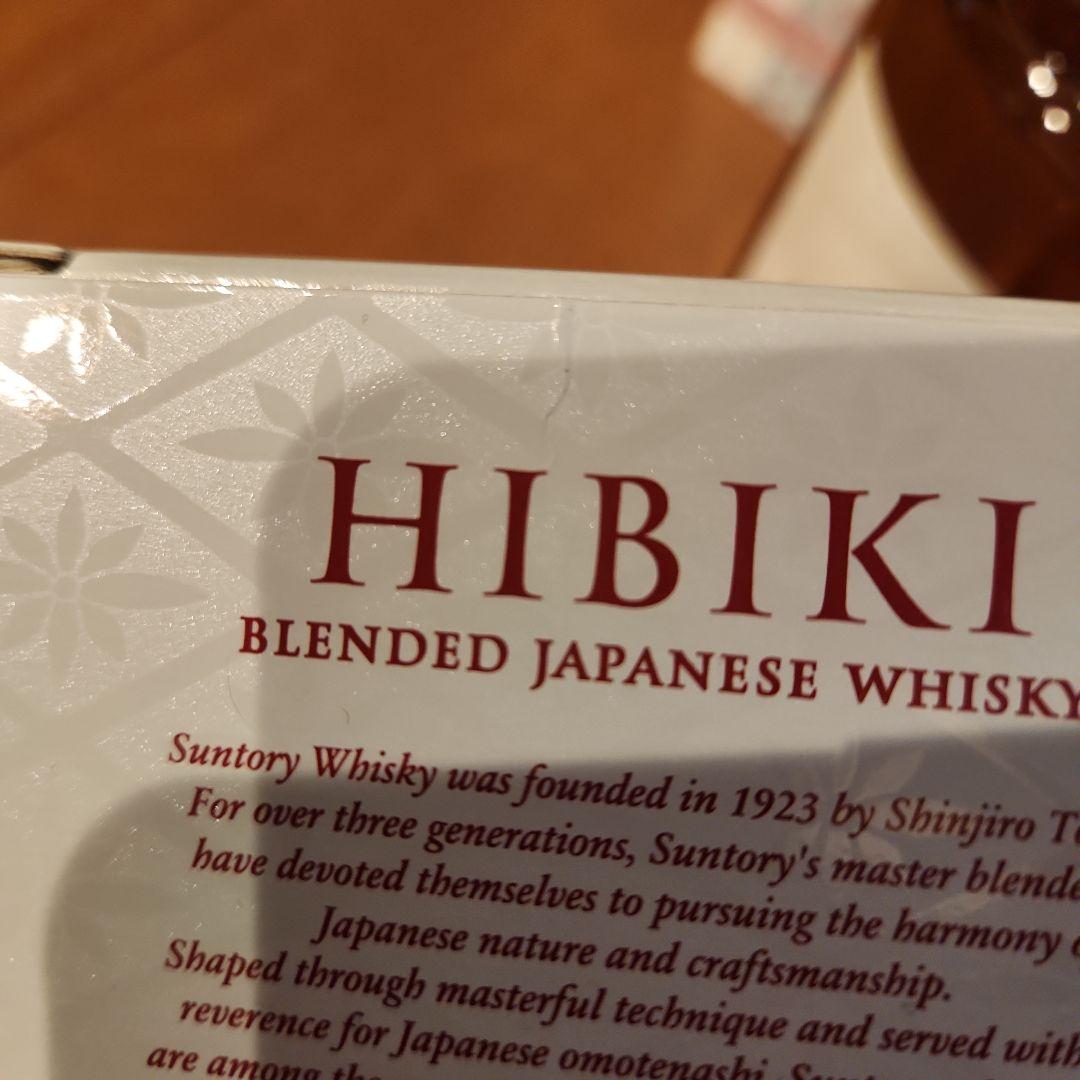 HIBIKI
BLENDED JAPANESE WHISKY
Suntory Whisky was founded in 1923 by Shinjiro
For over three generations, Suntory's master
have devoted themselves to pursuing the harmony
Japanese nature and craftsmanship.
Shaped through masterful technique and served with
reverence for Japanese omotenashi,
are among the